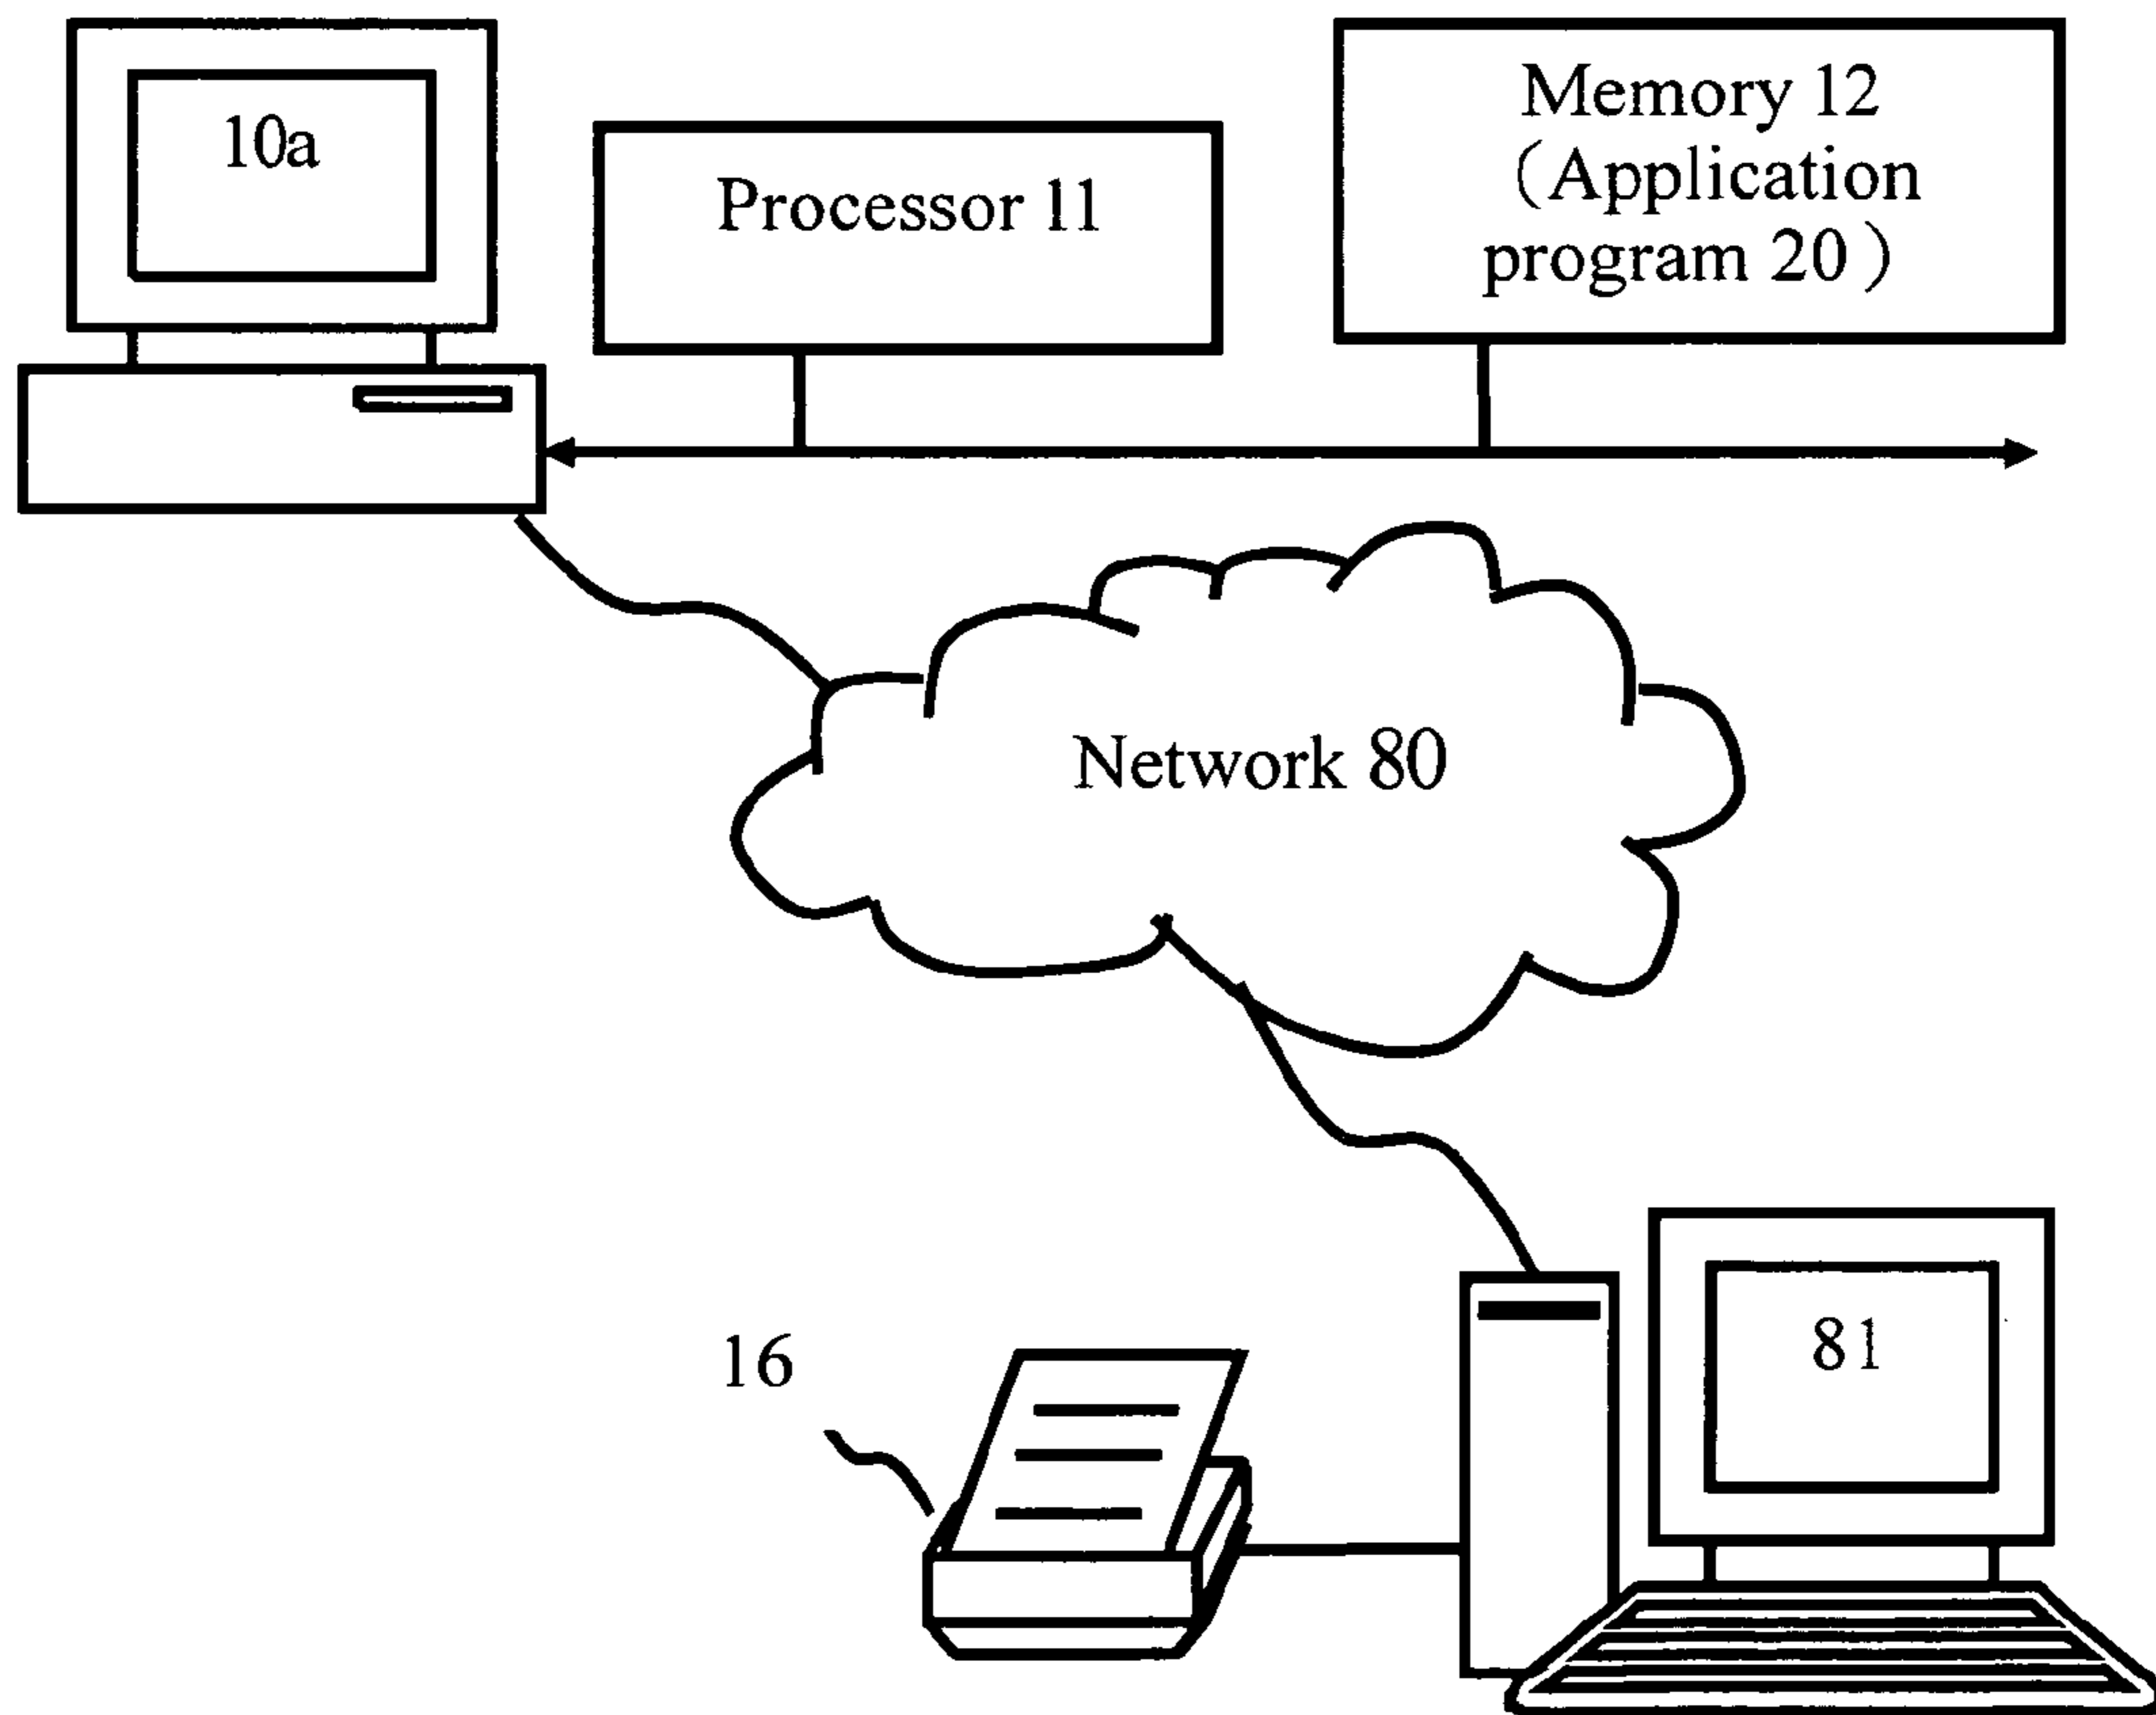 10a
Processor 11
Memory 12
(Application
program 20)
Network 80
16
81